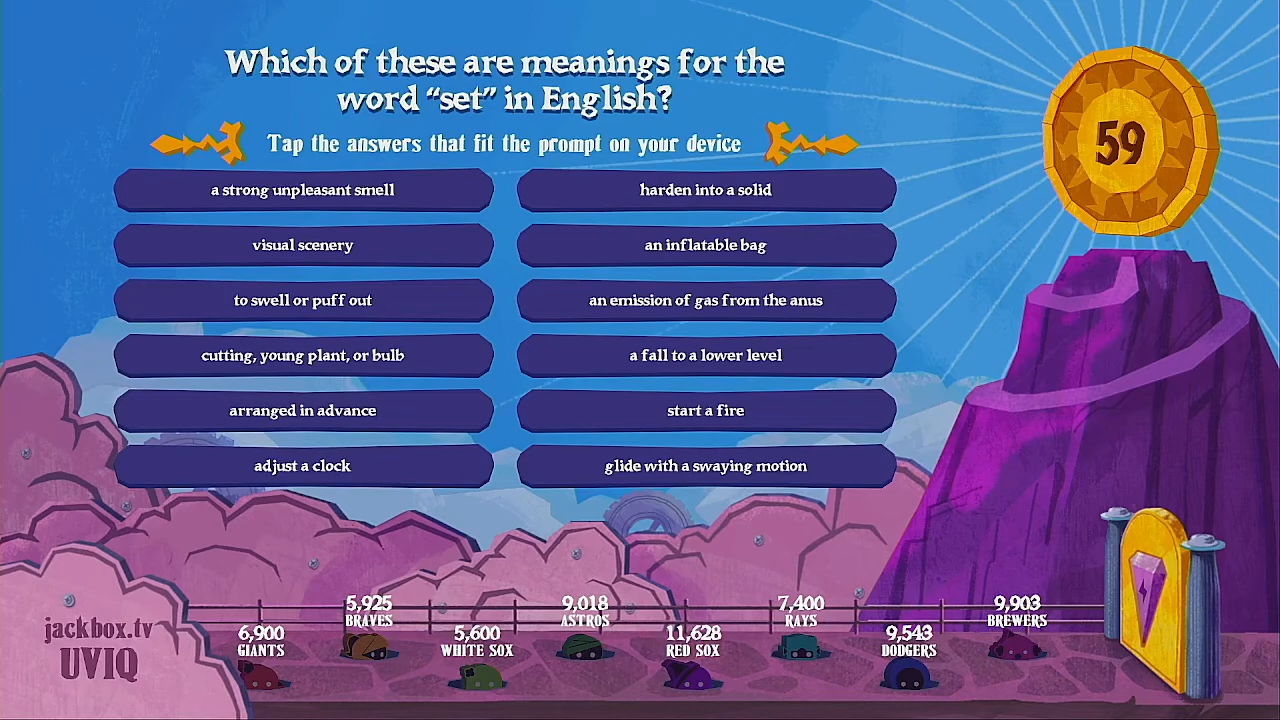 Which of these are meanings for the
word “set” in English?
Tap the answers that fit the prompt on your device
59
a strong unpleasant smell
harden into a solid
visual scenery
an inflatable bag
to swell or puff out
an emission of gas from the anus
cutting, young plant, or bulb
a fall to a lower level
arranged in advance
start a fire
adjust a clock
glide with a swaying motion
jackbox.tv
UVIQ
6,900
GIANTS
5,925
BRAVES
5,600
WHITE SOX
9,018
ASTROS
11,628
RED SOX
7,400
RAYS
9,543
DODGERS
9,903
BREWERS